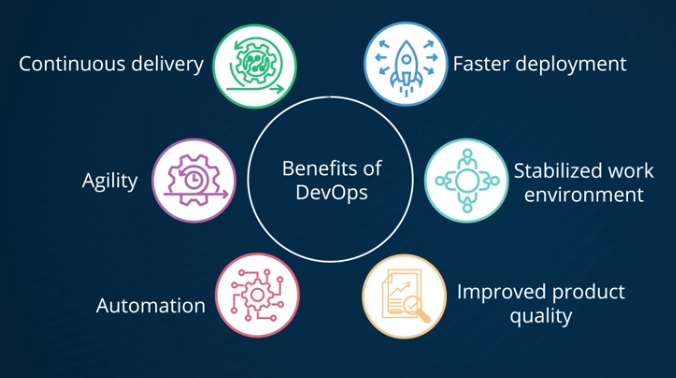 Continuous delivery
Faster deployment
Benefits of
DevOps
Agility
Stabilized work
environment
Automation
Improved product
quality